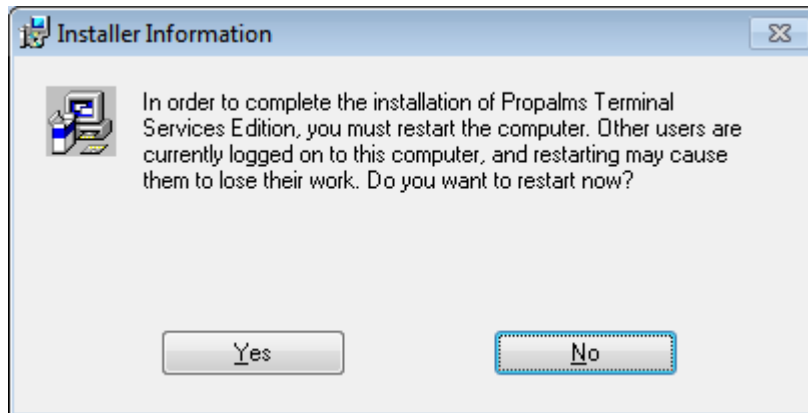 Installer Information
In order to complete the installation of Propalms Terminal
Services Edition, you must restart the computer. Other users are
currently logged on to this computer, and restarting may cause
them to lose their work. Do you want to restart now?
Yes
No